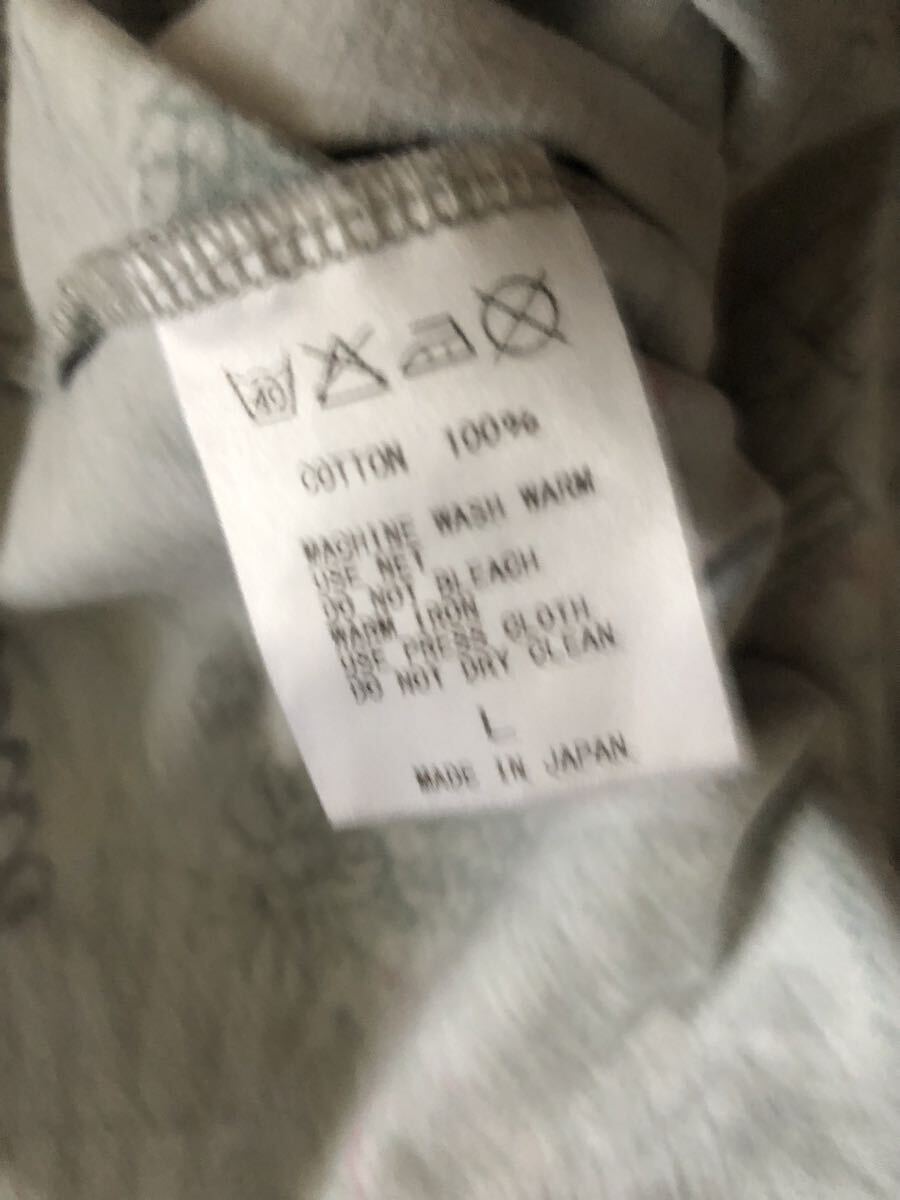 40
COTTON 100%
MACHINE WASH WARM
USE NET
DO NOT BLEACH
WARM IRON
USE PRESS CLOTH
DO NOT DRY CLEAN
L
MADE IN JAPAN